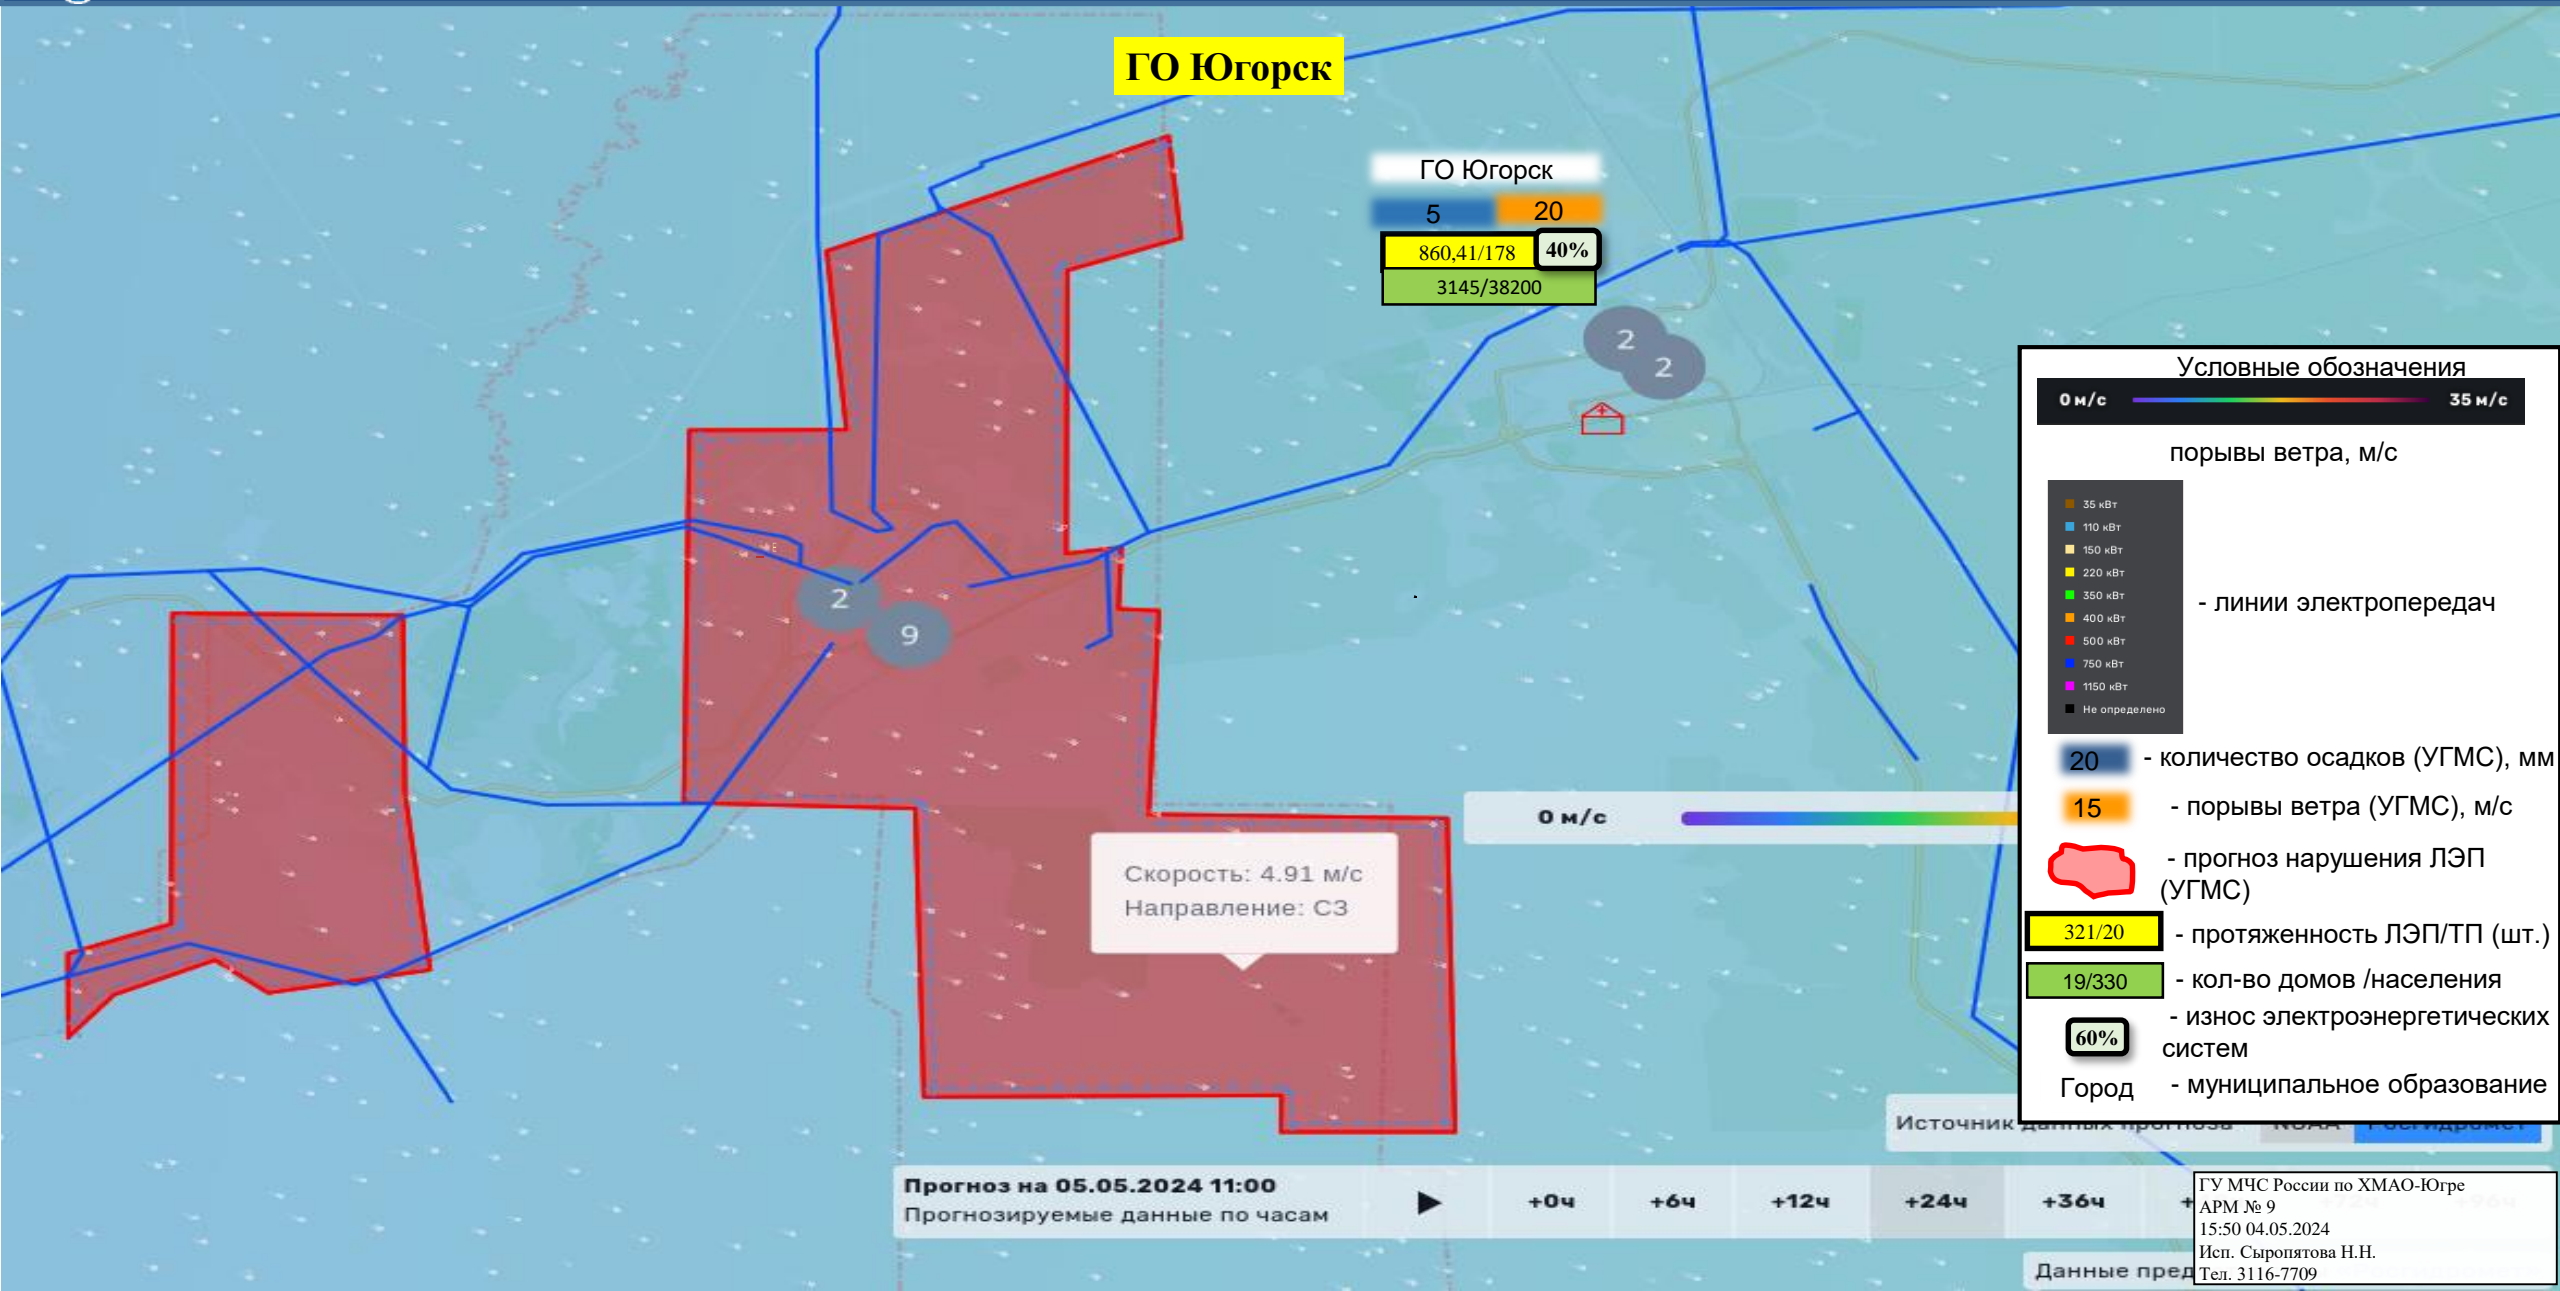 ГО Югорск
ГО Югорск
5
20
860,41/178
40%
3145/38200
2
2
2
9
Условные обозначения
0 м/с
35 м/с
порывы ветра, м/с
35 кВт
110 кВт
150 кВт
220 кВт
350 кВт
400 кВт
500 кВт
750 кВт
1150 кВт
Не определено
- линии электропередач
20
- количество осадков (УГМС), мм
15
- порывы ветра (УГМС), м/с
- прогноз нарушения ЛЭП
(УГМС)
321/20
- протяженность ЛЭП/ТП (шт.)
19/330
- кол-во домов /населения
60%
- износ электроэнергетических
систем
Город
- муниципальное образование
0 м/с
Скорость: 4.91 м/с
Направление: СЗ
Источник данных прогноза
NOAA
Росгидромет
Прогноз на 05.05.2024 11:00
Прогнозируемые данные по часам
+0ч
+6ч
+12ч
+24ч
+36ч
Данные пред
ГУ МЧС России по ХМАО-Югре
АРМ № 9
15:50 04.05.2024
Исп. Сыропятова Н.Н.
Тел. 3116-7709